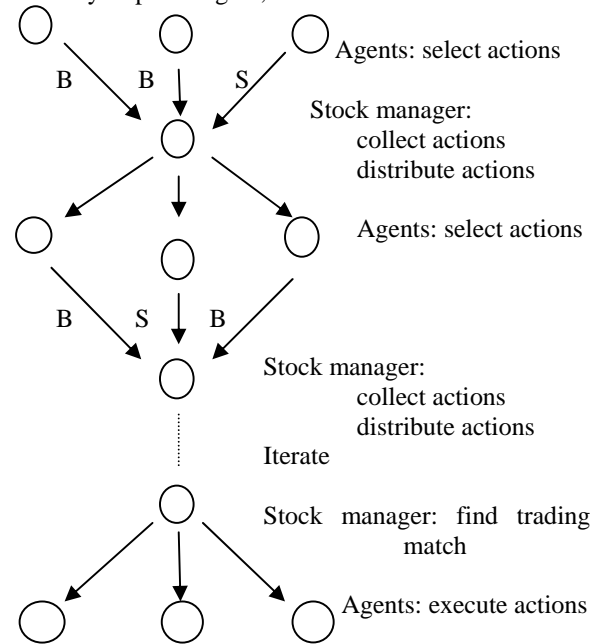 Agents: select actions
B B S
Stock manager:
collect actions
distribute actions
Agents: select actions
B S B
Stock manager:
collect actions
distribute actions
Iterate
Stock manager: find trading
match
Agents: execute actions